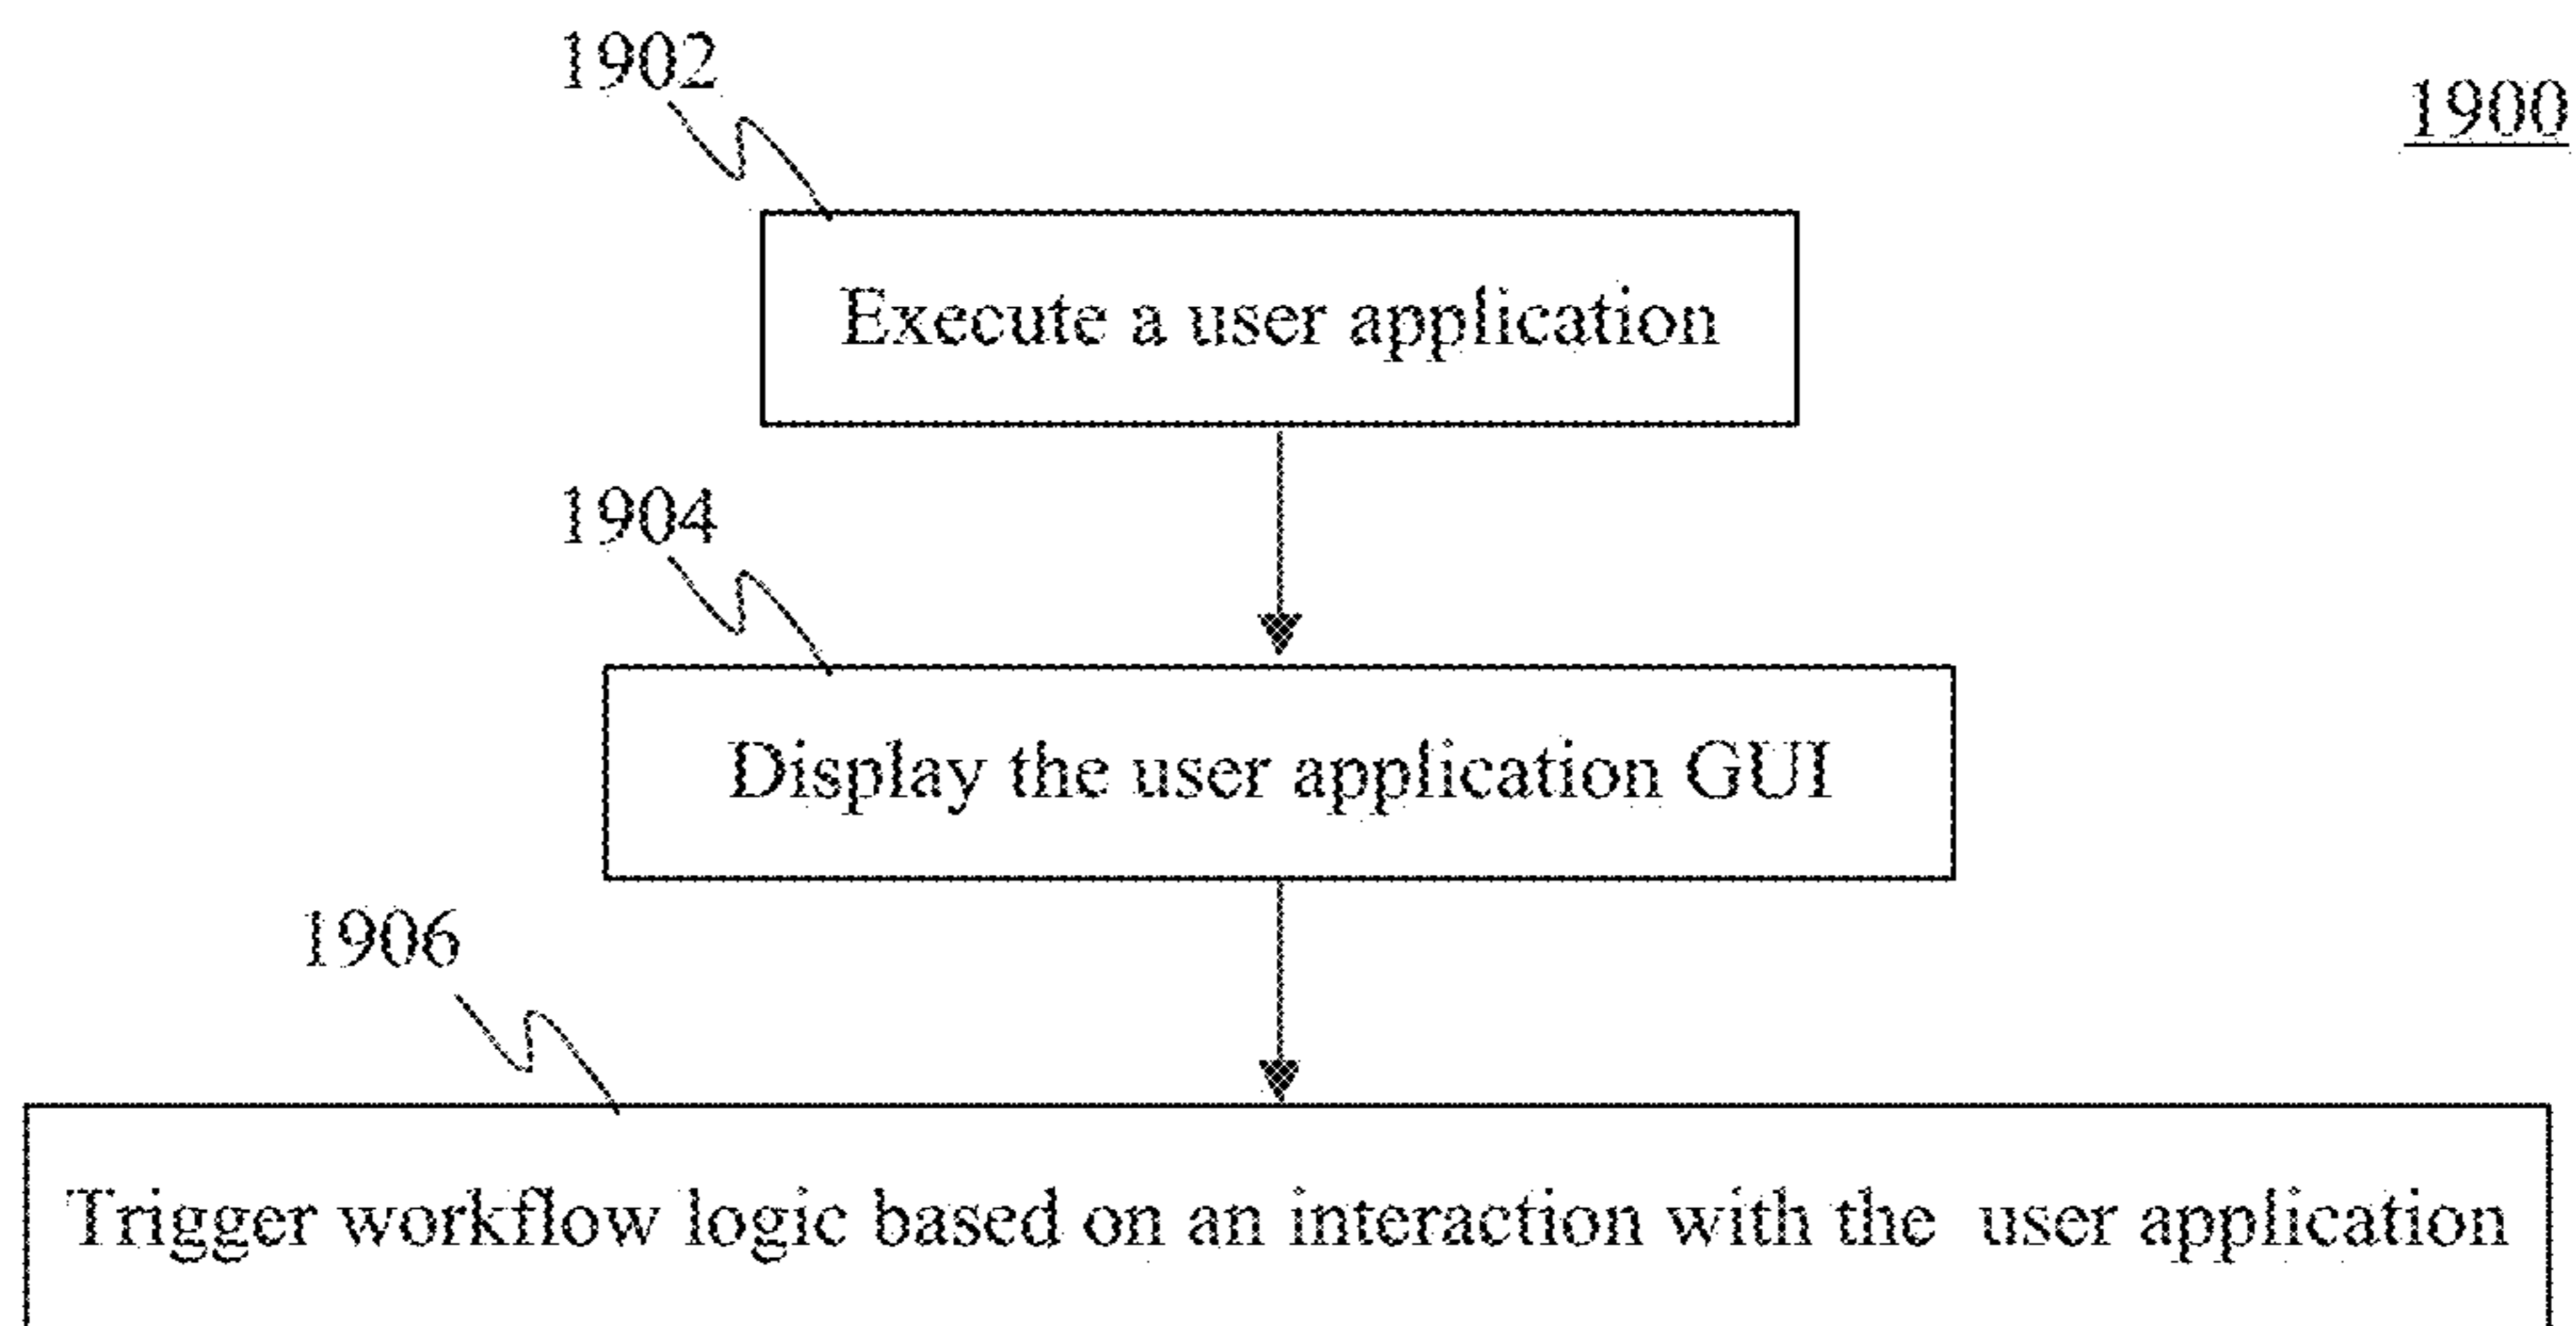 1902
1900
Execute a user application
1904
Display the user application GUI
1906
Trigger workflow logic based on an interaction with the user application